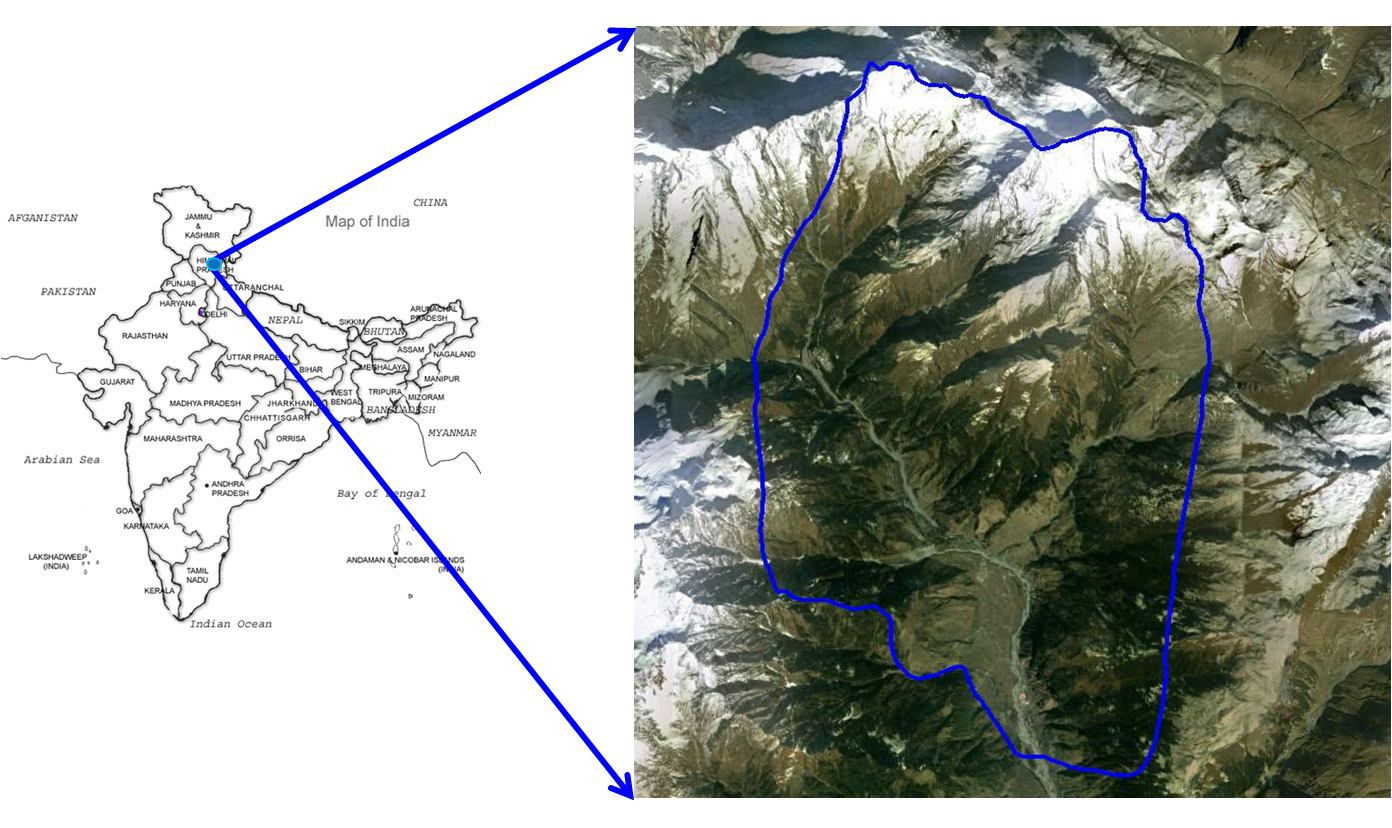 CHINA
AFGANISTAN
Map of India
JAMMU
&
KASHMIR
HIMACHAL
PRADESH
PUNJAB
UTTARANCHAL
PAKISTAN
HARYANA
DELHI
NEPAL
SIKKIM
BHUTAN
ARUNACHAL
PRADESH
RAJASTHAN
UTTAR PRADESH
BIHAR
ASSAM
NAGALAND
MEGHALAYA
GUJARAT
MADHYA PRADESH
JHARKHAND
WEST
BENGAL
TRIPURA
MANIPUR
MIZORAM
BANGLADESH
CHHATTISGARH
MAHARASHTRA
ORRISA
MYANMAR
Arabian Sea
ANDHRA
PRADESH
Bay of Bengal
GOA
KARNATAKA
LAKSHADWEEP
(INDIA)
ANDAMAN & NICOBAR ISLANDS
(INDIA)
TAMIL
NADU
KERALA
Indian Ocean